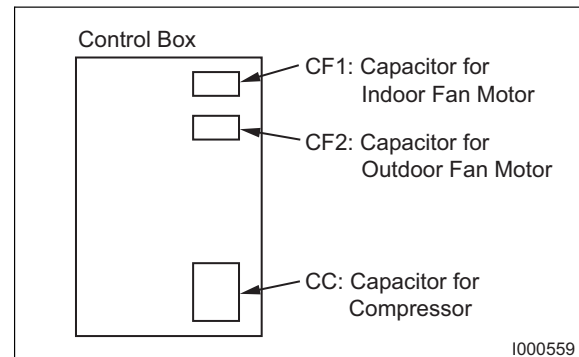 Control Box
CF1: Capacitor for
Indoor Fan Motor
CF2: Capacitor for
Outdoor Fan Motor
CC: Capacitor for
Compressor
I000559